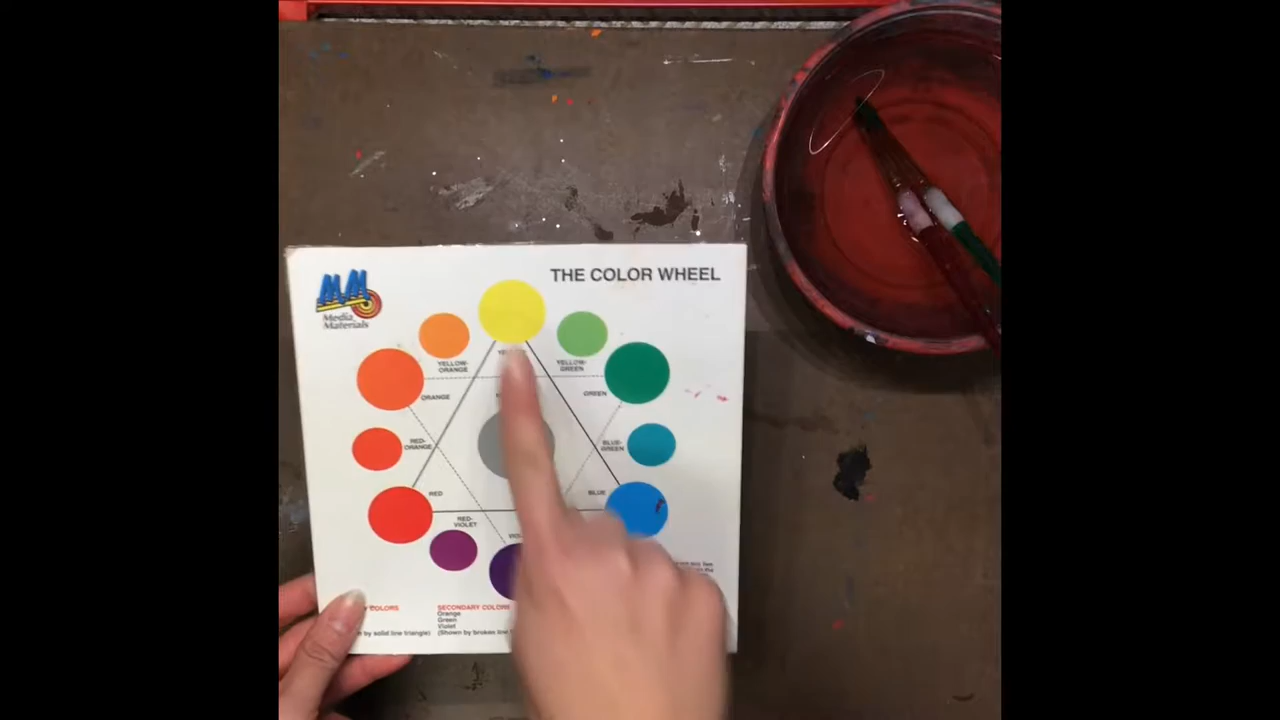 THE COLOR WHEEL
MM
Media
Materials
YELLOW-
ORANGE
YELLOW-
GREEN
ORANGE
GREEN
RED-
ORANGE
BLUE-
GREEN
RED
BLUE
RED-
VIOLET
COLORS
SECONDARY COLORS
Orange
Green
Violet
by solid line triangle)
(Shown by broken line